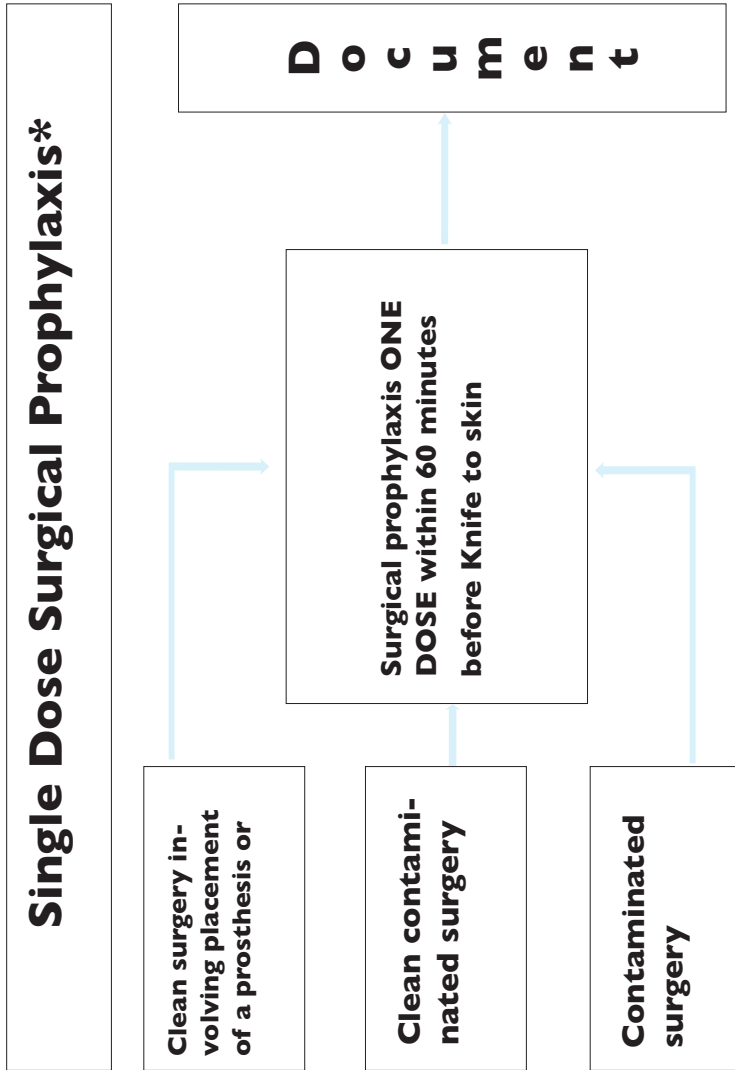 Single Dose Surgical Prophylaxis*
Clean surgery in-
volving placement
of a prosthesis or
Clean contami-
nated surgery
Contaminated
surgery
Surgical prophylaxis ONE
DOSE within 60 minutes
before Knife to skin
D
o
c
u
m
e
n
t